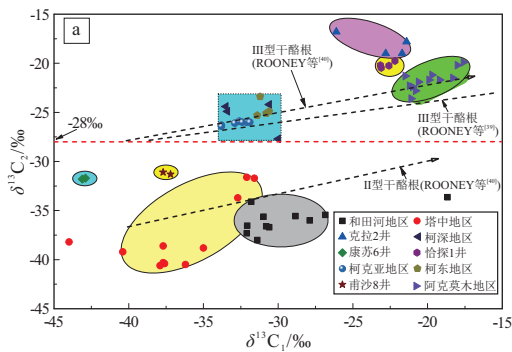 a
III型干酪根
(ROONEY等[40])
-28‰
III型干酪根
(ROONEY等[39])
II型干酪根(ROONEY等[40])
δ13C2/‰
-15
-20
-25
-30
-35
-40
-45
和田河地区
塔中地区
克拉2井
柯深地区
康苏6井
恰探1井
柯克亚地区
柯东地区
甫沙8井
阿克莫木地区
-45
-40
-35
-30
-25
-20
-15
δ13C1/‰